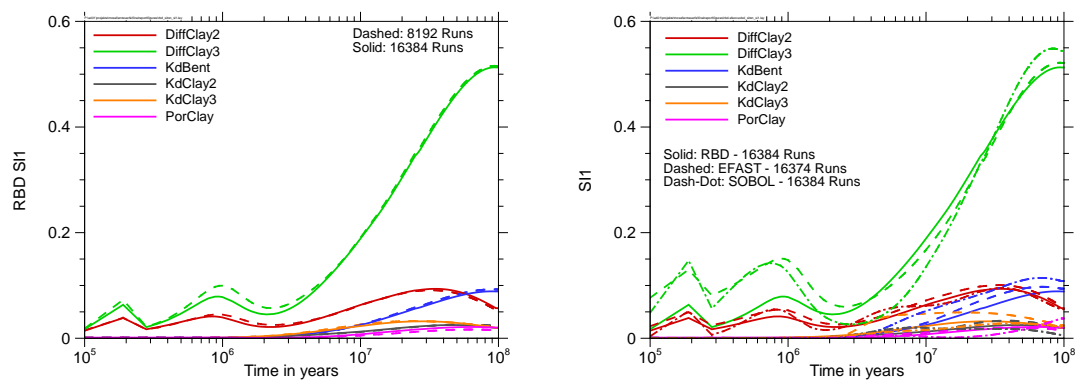 0.6
0.4
0.2
0
RBD SI1
DiffClay2
DiffClay3
KdBent
KdClay2
KdClay3
PorClay
Dashed: 8192 Runs
Solid: 16384 Runs
10^5
10^6
10^7
10^8
Time in years
0.6
0.4
0.2
0
SI1
DiffClay2
DiffClay3
KdBent
KdClay2
KdClay3
PorClay
Solid: RBD - 16384 Runs
Dashed: EFAST - 16374 Runs
Dash-Dot: SOBOL - 16384 Runs
10^5
10^6
10^7
10^8
Time in years